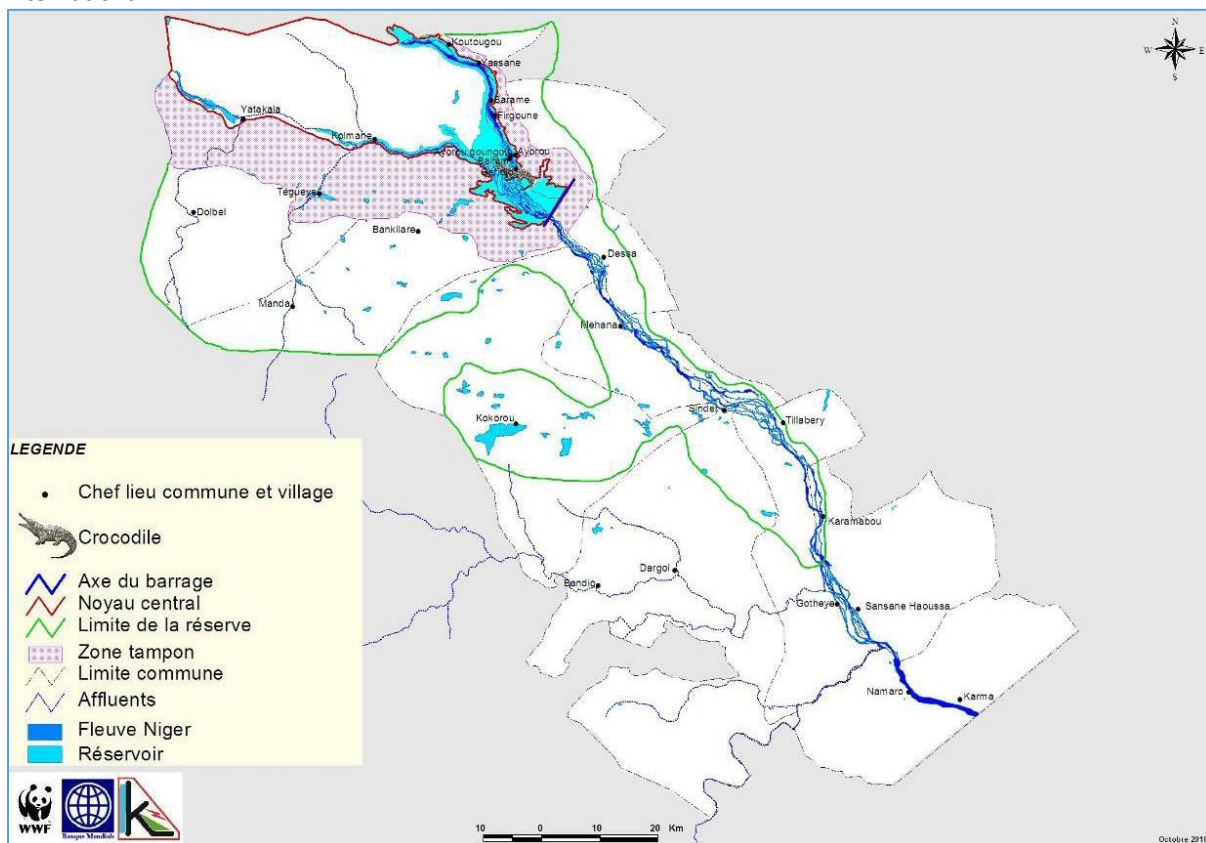 N
W E
S
Koutougou
Yassane
Barame
Firgoune
Yatakala
Kolmane
Ayorou goungou
Ayorou
Tegueye
Dolbel
Bankilare
Dessa
Manda
Mehana
Sinder
Tillabery
Kokorou
Karamabou
Bandio
Dargol
Gotheye
Sansane Haoussa
Namaro
Karma
LEGENDE
Chef lieu commune et village
Crocodile
Axe du barrage
Noyau central
Limite de la réserve
Zone tampon
Limite commune
Affluents
Fleuve Niger
Réservoir
WWF
Banque Mondiale
10 0 10 20 Km
Octobre 2010